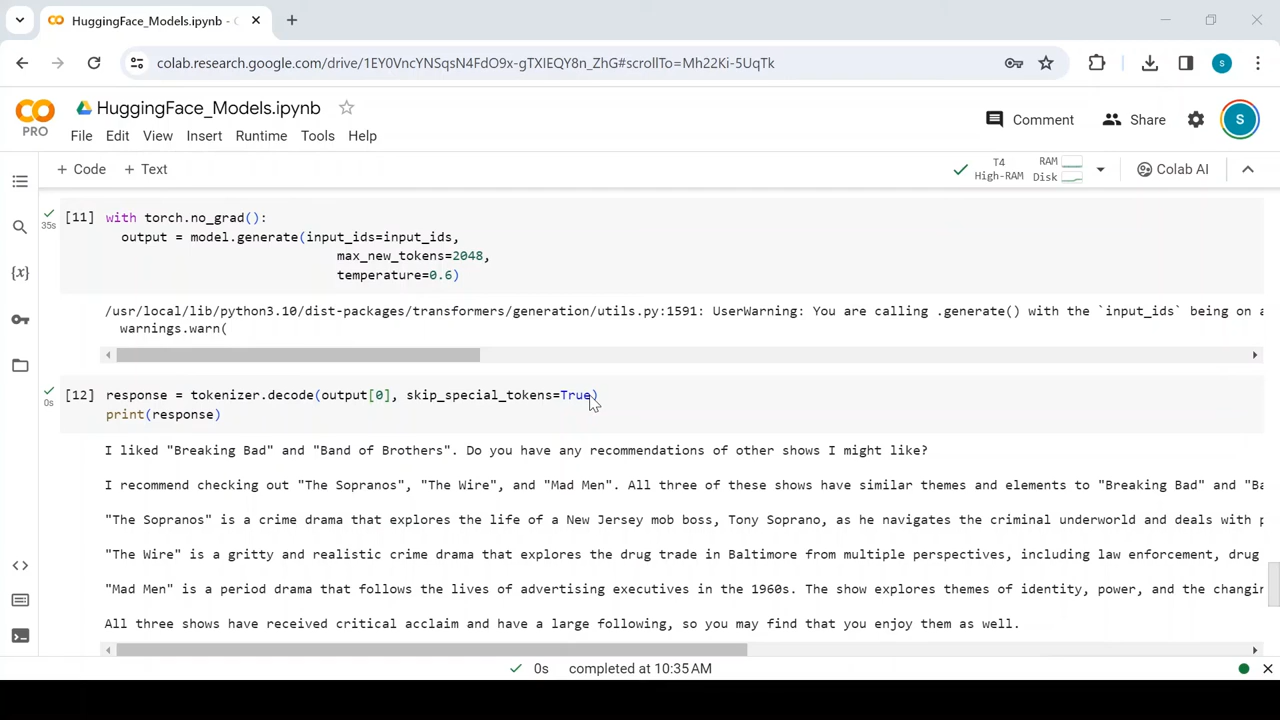 HuggingFace_Models.ipynb - C
colab.research.google.com/drive/1EY0VncYNSqsN4FdO9x-gTXlEQY8n_ZhG#scrollTo=Mh22Ki-5UqTk
S
CO
PRO
HuggingFace_Models.ipynb
File Edit View Insert Runtime Tools Help
Comment Share S
+ Code + Text
T4 High-RAM RAM Disk Colab AI
[11] with torch.no_grad():
35s
output = model.generate(input_ids=input_ids,
max_new_tokens=2048,
temperature=0.6)
/usr/local/lib/python3.10/dist-packages/transformers/generation/utils.py:1591: UserWarning: You are calling .generate() with the `input_ids` being on a
warnings.warn(
[12] response = tokenizer.decode(output[0], skip_special_tokens=True)
0s
print(response)
I liked "Breaking Bad" and "Band of Brothers". Do you have any recommendations of other shows I might like?
I recommend checking out "The Sopranos", "The Wire", and "Mad Men". All three of these shows have similar themes and elements to "Breaking Bad" and "Ba
"The Sopranos" is a crime drama that explores the life of a New Jersey mob boss, Tony Soprano, as he navigates the criminal underworld and deals with p
"The Wire" is a gritty and realistic crime drama that explores the drug trade in Baltimore from multiple perspectives, including law enforcement, drug
"Mad Men" is a period drama that follows the lives of advertising executives in the 1960s. The show explores themes of identity, power, and the changin
All three shows have received critical acclaim and have a large following, so you may find that you enjoy them as well.
0s completed at 10:35 AM